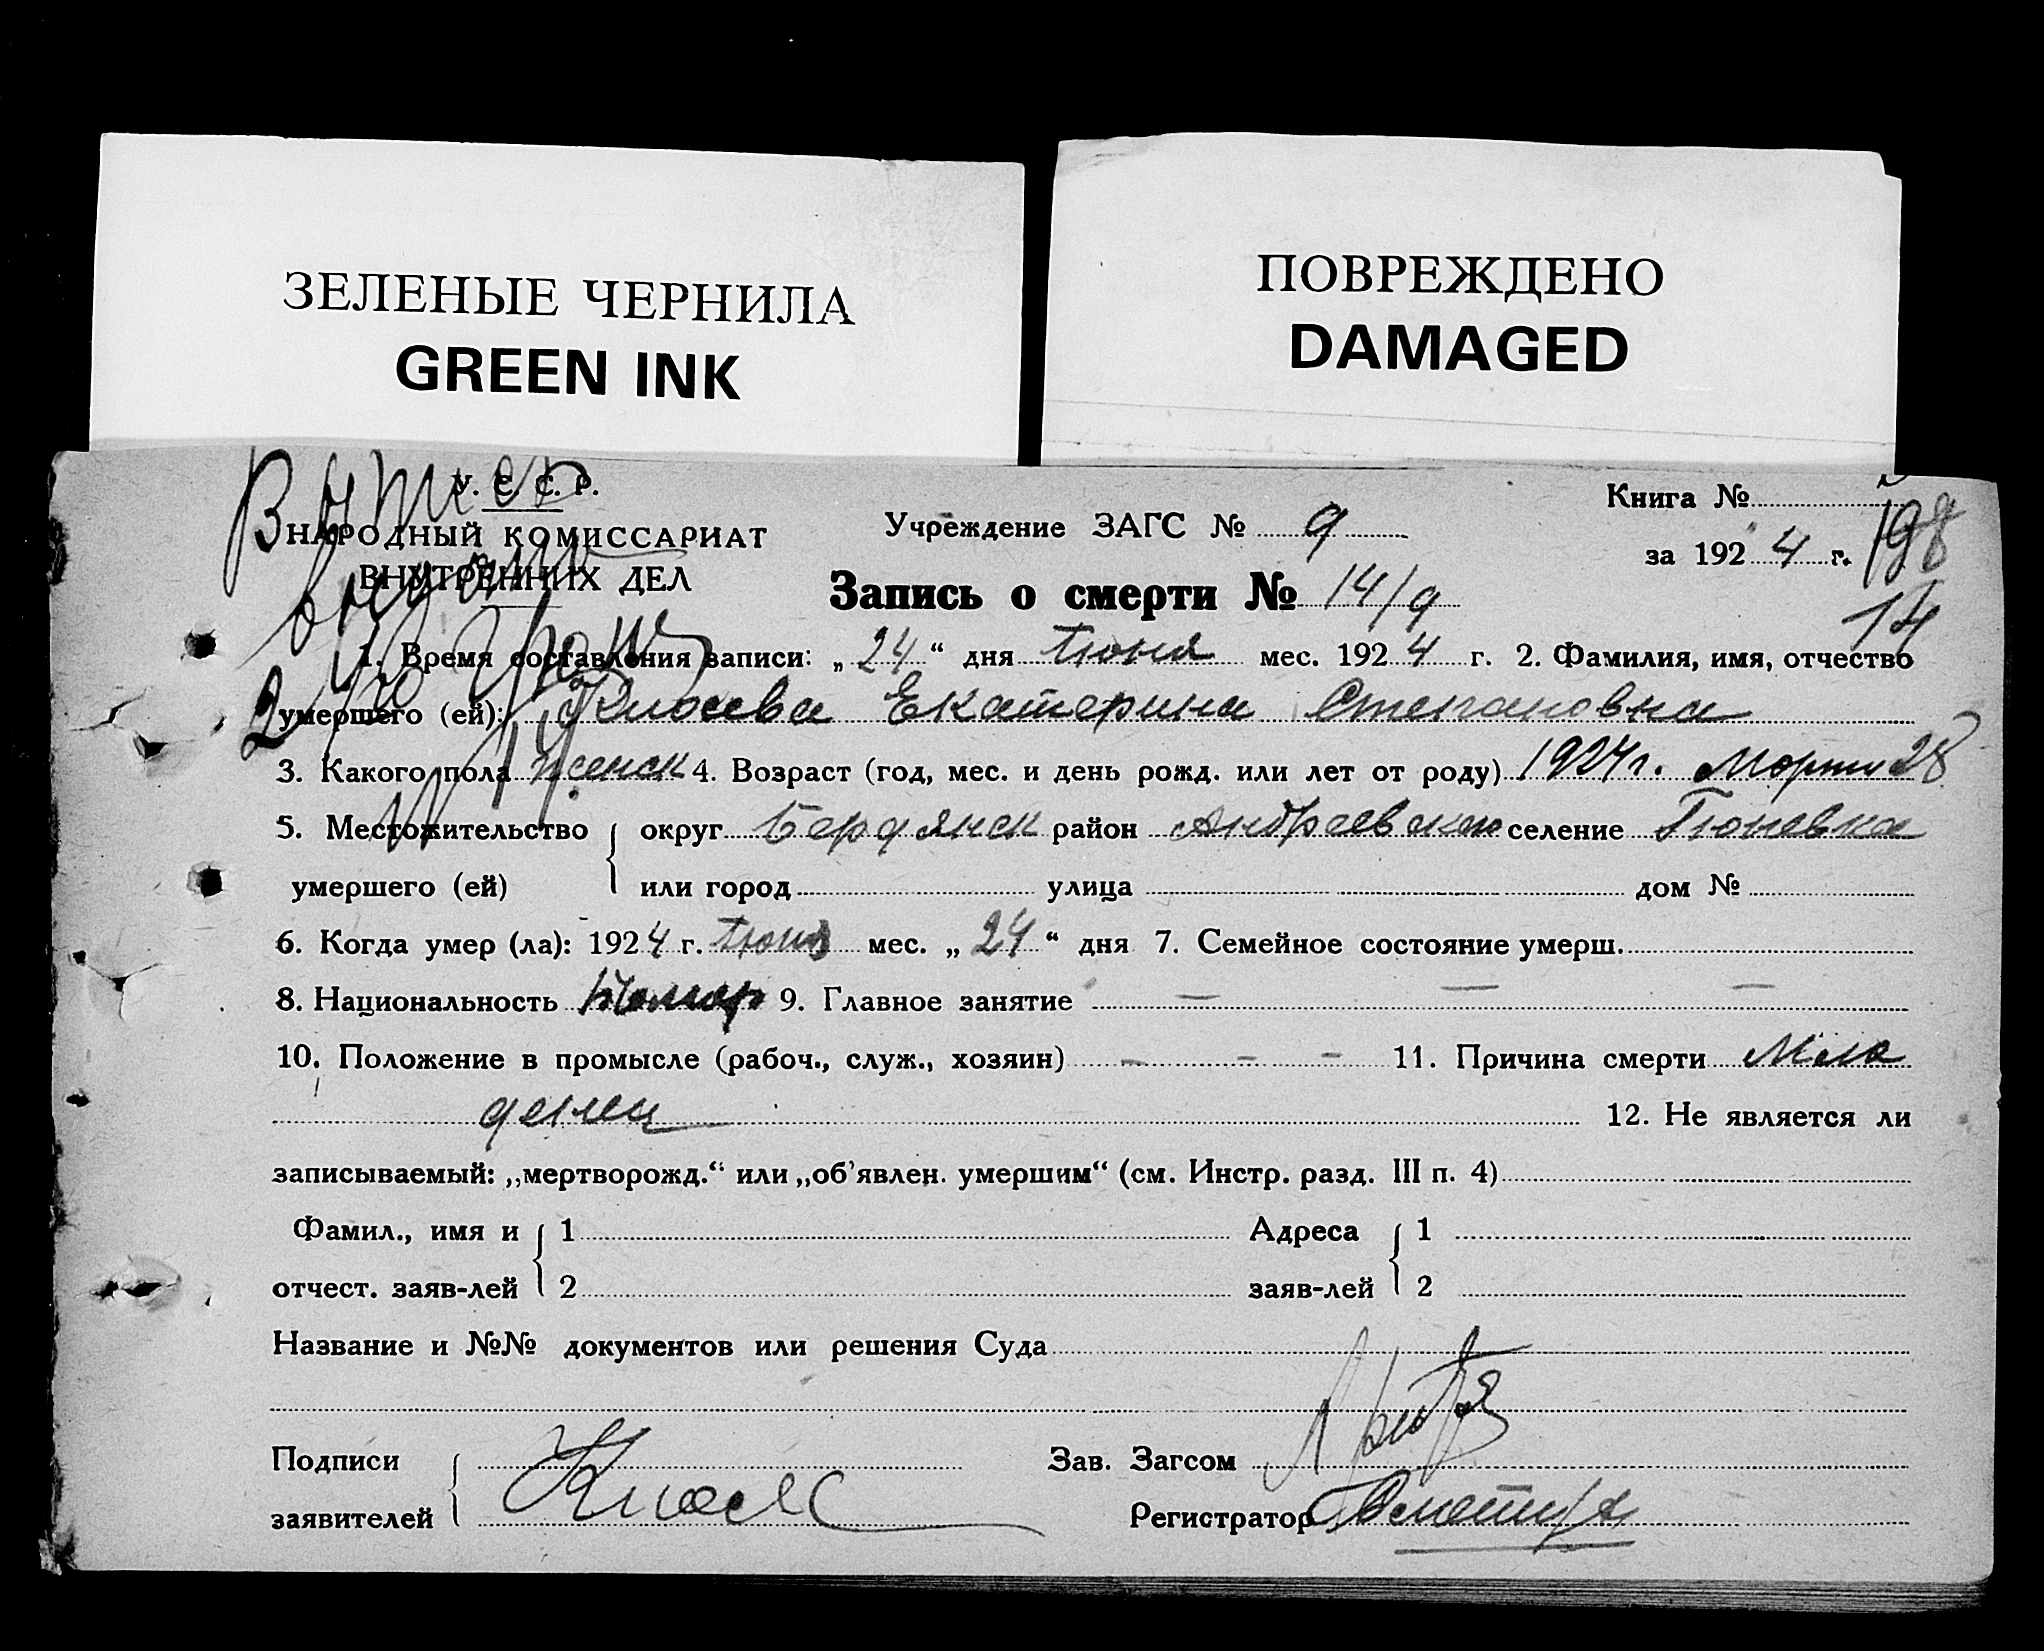 ЗЕЛЕНЫЕ ЧЕРНИЛА
GREEN INK
ПОВРЕЖДЕНО
DAMAGED
У. С. С. Р.
НАРОДНЫЙ КОМИССАРИАТ
ВНУТРЕННИХ ДЕЛ
Учреждение ЗАГС № 9
Книга №
за 1924 г.
198
14
Запись о смерти № 14/9
1. Время составления записи: „24“ дня Июня мес. 1924 г. 2. Фамилия, имя, отчество
умершего (ей): Екатерина Степановна
3. Какого пола женск 4. Возраст (год, мес. и день рожд. или лет от роду) 1924 г. Марта 28
5. Местожительство округ Бердянск район Андреевский селение Гюневка
умершего (ей) или город улица дом №
6. Когда умер (ла): 1924 г. Июня мес. „24“ дня 7. Семейное состояние умерш.
8. Национальность 9. Главное занятие — — —
10. Положение в промысле (рабоч., служ., хозяин) – – – 11. Причина смерти Мла
денец
12. Не является ли
записываемый: „мертворожд.“ или „об'явлен. умершим“ (см. Инстр. разд. III п. 4)
Фамил., имя и 1 Адреса 1
отчест. заяв-лей 2 заяв-лей 2
Название и №№ документов или решения Суда
Подписи Зав. Загсом
заявителей Регистратор